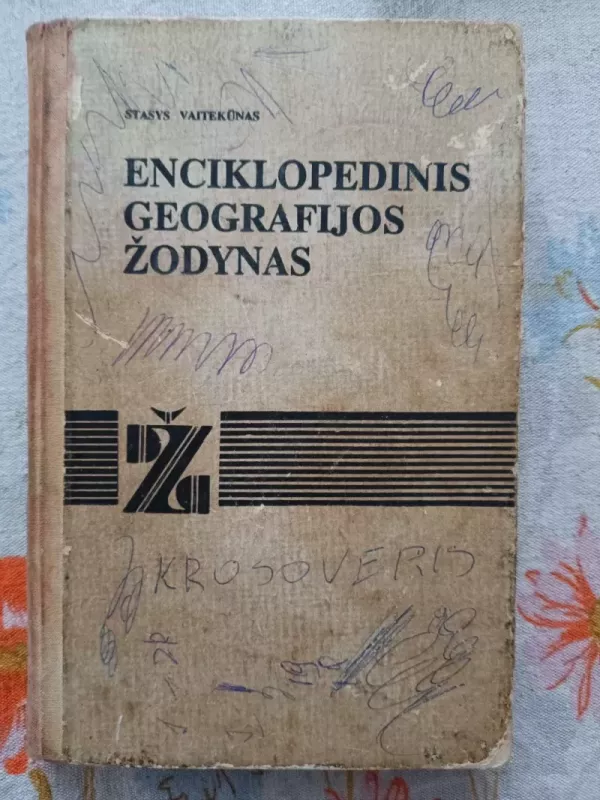 STASYS VAITEKŪNAS
ENCIKLOPEDINIS
GEOGRAFIJOS
ŽODYNAS
KROSOVERIS